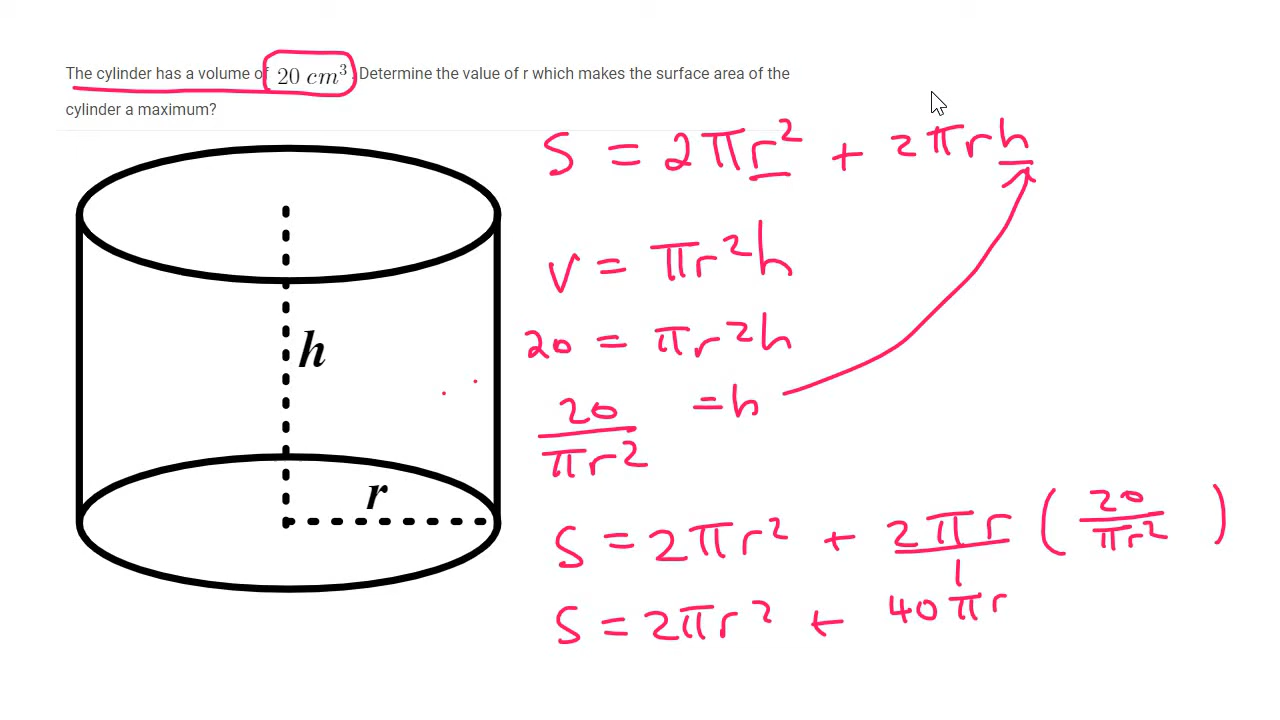 The cylinder has a volume of 20 cm³. Determine the value of r which makes the surface area of the
cylinder a maximum?
S = 2πr² + 2πrh
V = πr²h
20 = πr²h
20/πr² = h
S = 2πr² + 2πr/1 (20/πr²)
S = 2πr² + 40πr
h
r